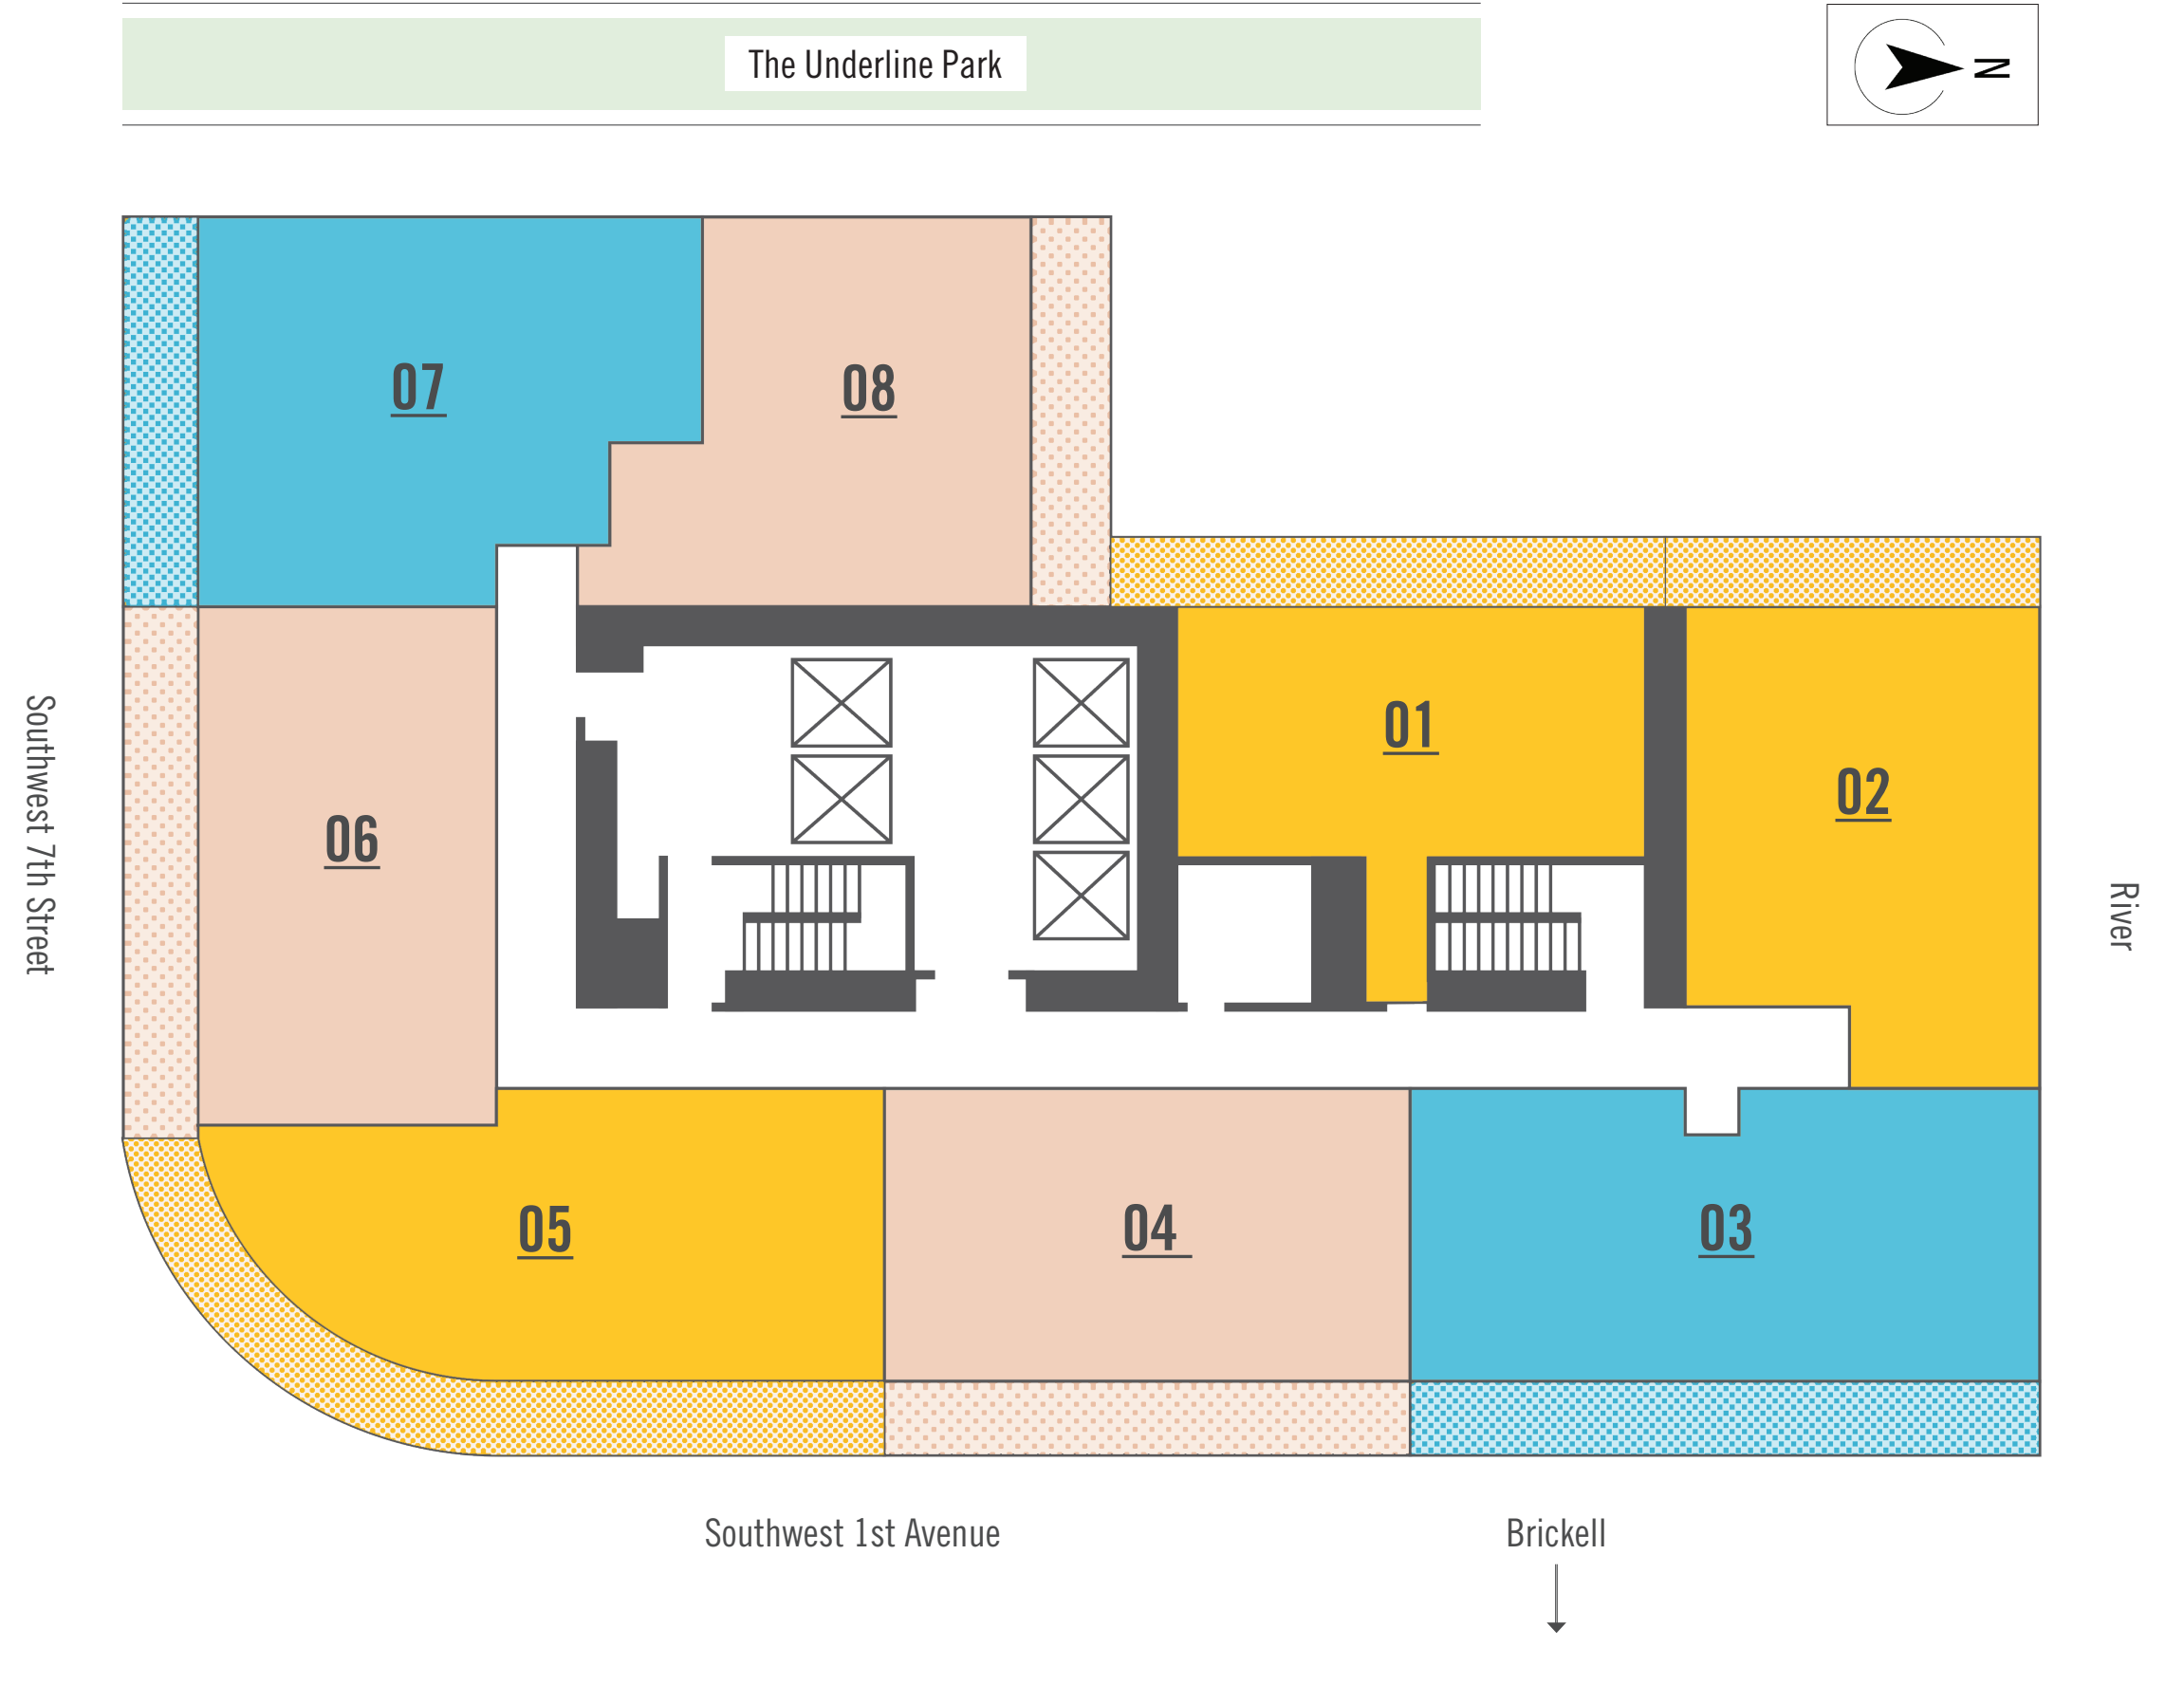 The Underline Park
N
07
08
01
02
06
Southwest 7th Street
River
05
04
03
Southwest 1st Avenue
Brickell